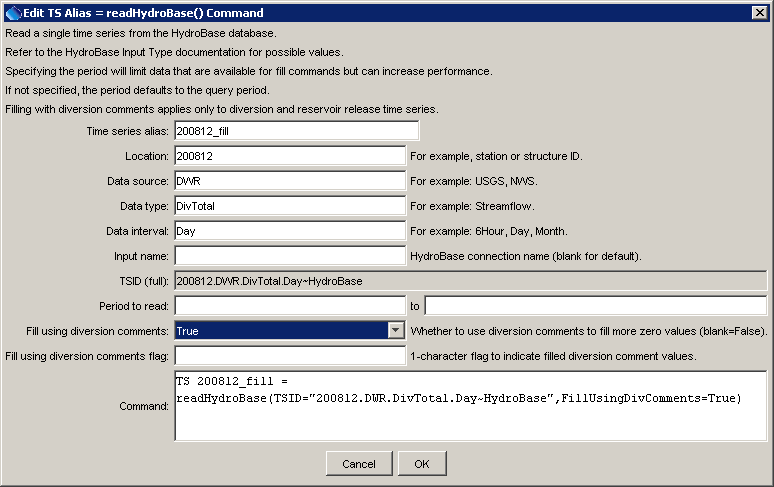 Edit TS Alias = readHydroBase() Command
Read a single time series from the HydroBase database.
Refer to the HydroBase Input Type documentation for possible values.
Specifying the period will limit data that are available for fill commands but can increase performance.
If not specified, the period defaults to the query period.
Filling with diversion comments applies only to diversion and reservoir release time series.
Time series alias: 200812_fill
Location: 200812 For example, station or structure ID.
Data source: DWR For example: USGS, NWS.
Data type: DivTotal For example: Streamflow.
Data interval: Day For example: 6Hour, Day, Month.
Input name: HydroBase connection name (blank for default).
TSID (full): 200812.DWR.DivTotal.Day~HydroBase
Period to read: to
Fill using diversion comments: True Whether to use diversion comments to fill more zero values (blank=False).
Fill using diversion comments flag: 1-character flag to indicate filled diversion comment values.
TS 200812_fill =
Command: readHydroBase(TSID="200812.DWR.DivTotal.Day~HydroBase",FillUsingDivComments=True)
Cancel OK